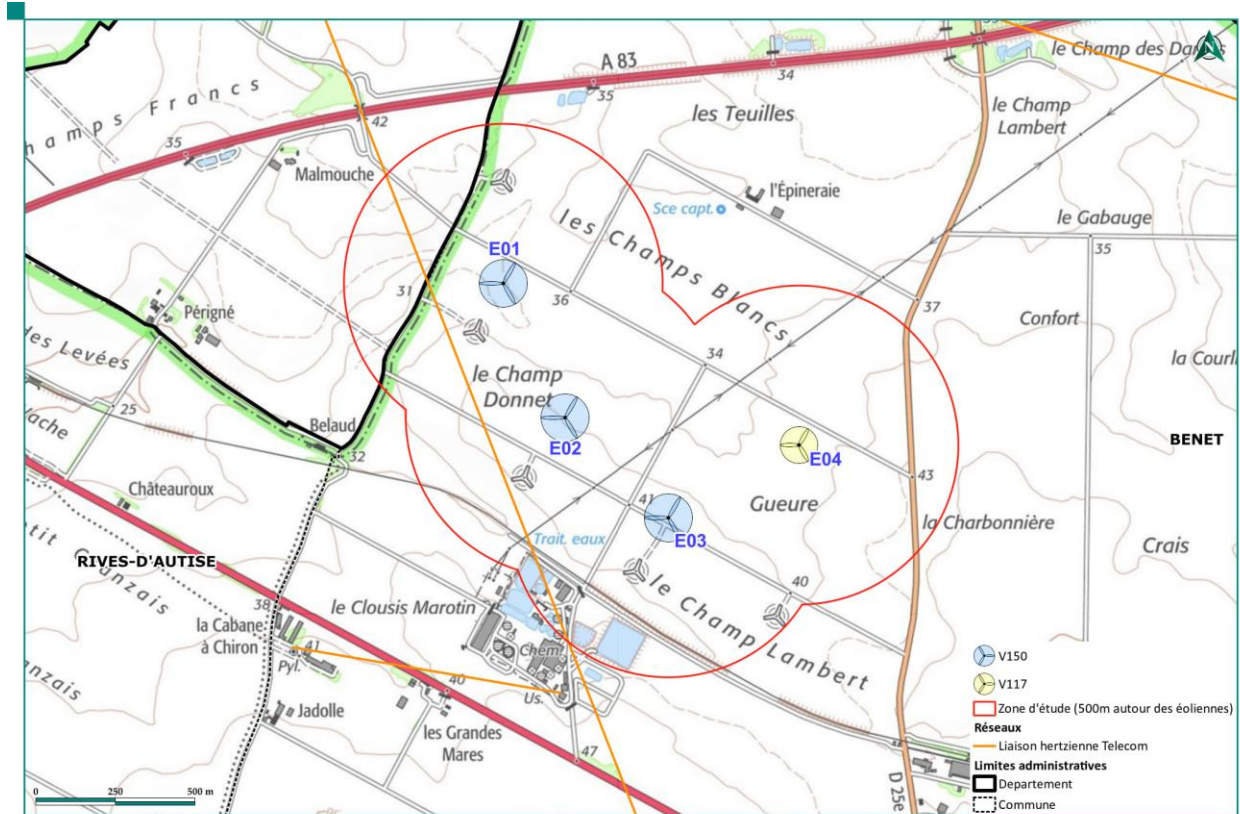 39
le Champ des Dames
N
A 83
34
35
Champs Francs
42
35
les Teuilles
le Champ
Lambert
Malmouche
l'Épineraie
Sce capt.
le Gabauge
35
les Champs Blancs
E01
31
36
37
Périgné
Confort
des Levées
la Courli
34
le Champ
Donnet
25
Belaud
32
E02
E04
BENET
43
Châteauroux
41
Gueure
la Charbonnière
E03
Trait. eaux
Crais
RIVES-D'AUTISE
le Champ Lambert
40
38
le Clousis Marotin
la Cabane
à Chiron
41
Pyl.
Chem.
Us.
40
Jadolle
les Grandes
Mares
47
D 25e
V150
V117
Zone d'étude (500m autour des éoliennes)
Réseaux
Liaison hertzienne Telecom
Limites administratives
Departement
Commune
0 250 500 m